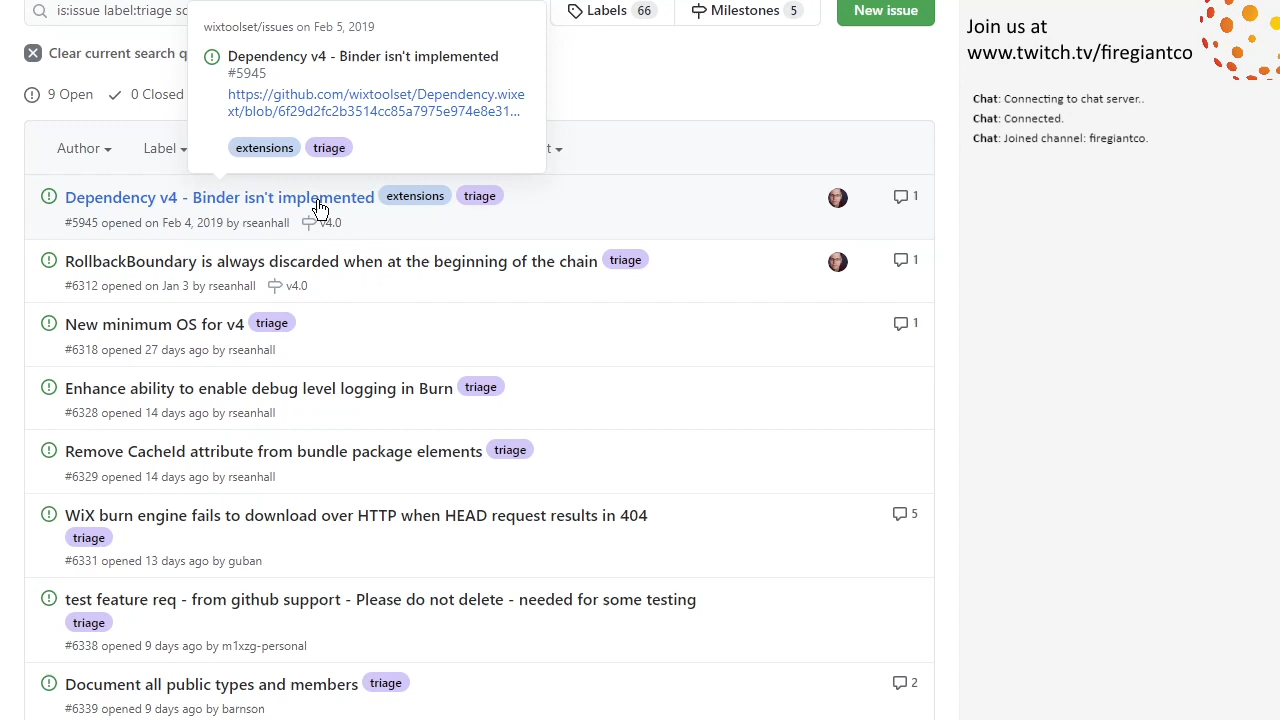 is:issue label:triage
Labels 66
Milestones 5
New issue
wixtoolset/issues on Feb 5, 2019
Dependency v4 - Binder isn't implemented
#5945
https://github.com/wixtoolset/Dependency.wixe
xt/blob/6f29d2fc2b3514cc85a7975e974e8e31...
extensions triage
Clear current search q
9 Open 0 Closed
Author Label
Dependency v4 - Binder isn't implemented extensions triage 1
#5945 opened on Feb 4, 2019 by rseanhall v4.0
RollbackBoundary is always discarded when at the beginning of the chain triage 1
#6312 opened on Jan 3 by rseanhall v4.0
New minimum OS for v4 triage 1
#6318 opened 27 days ago by rseanhall
Enhance ability to enable debug level logging in Burn triage
#6328 opened 14 days ago by rseanhall
Remove CacheId attribute from bundle package elements triage
#6329 opened 14 days ago by rseanhall
WiX burn engine fails to download over HTTP when HEAD request results in 404 5
triage
#6331 opened 13 days ago by guban
test feature req - from github support - Please do not delete - needed for some testing
triage
#6338 opened 9 days ago by m1xzg-personal
Document all public types and members triage 2
#6339 opened 9 days ago by barnson
Join us at
www.twitch.tv/firegiantco
Chat: Connecting to chat server..
Chat: Connected.
Chat: Joined channel: firegiantco.